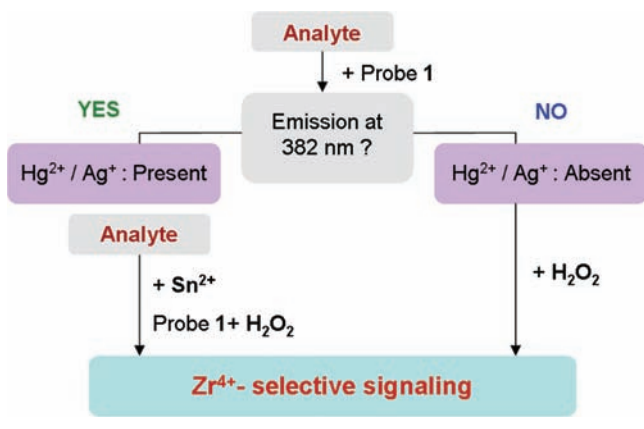 Analyte
+ Probe 1
YES
Emission at
382 nm ?
NO
Hg²⁺ / Ag⁺ : Present
Hg²⁺ / Ag⁺ : Absent
Analyte
+ Sn²⁺
Probe 1+ H₂O₂
+ H₂O₂
Zr⁴⁺- selective signaling